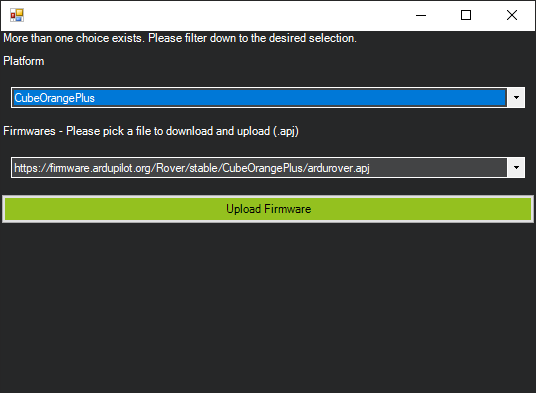 More than one choice exists. Please filter down to the desired selection.
Platform
CubeOrangePlus
Firmwares - Please pick a file to download and upload (.apj)
https://firmware.ardupilot.org/Rover/stable/CubeOrangePlus/ardurover.apj
Upload Firmware